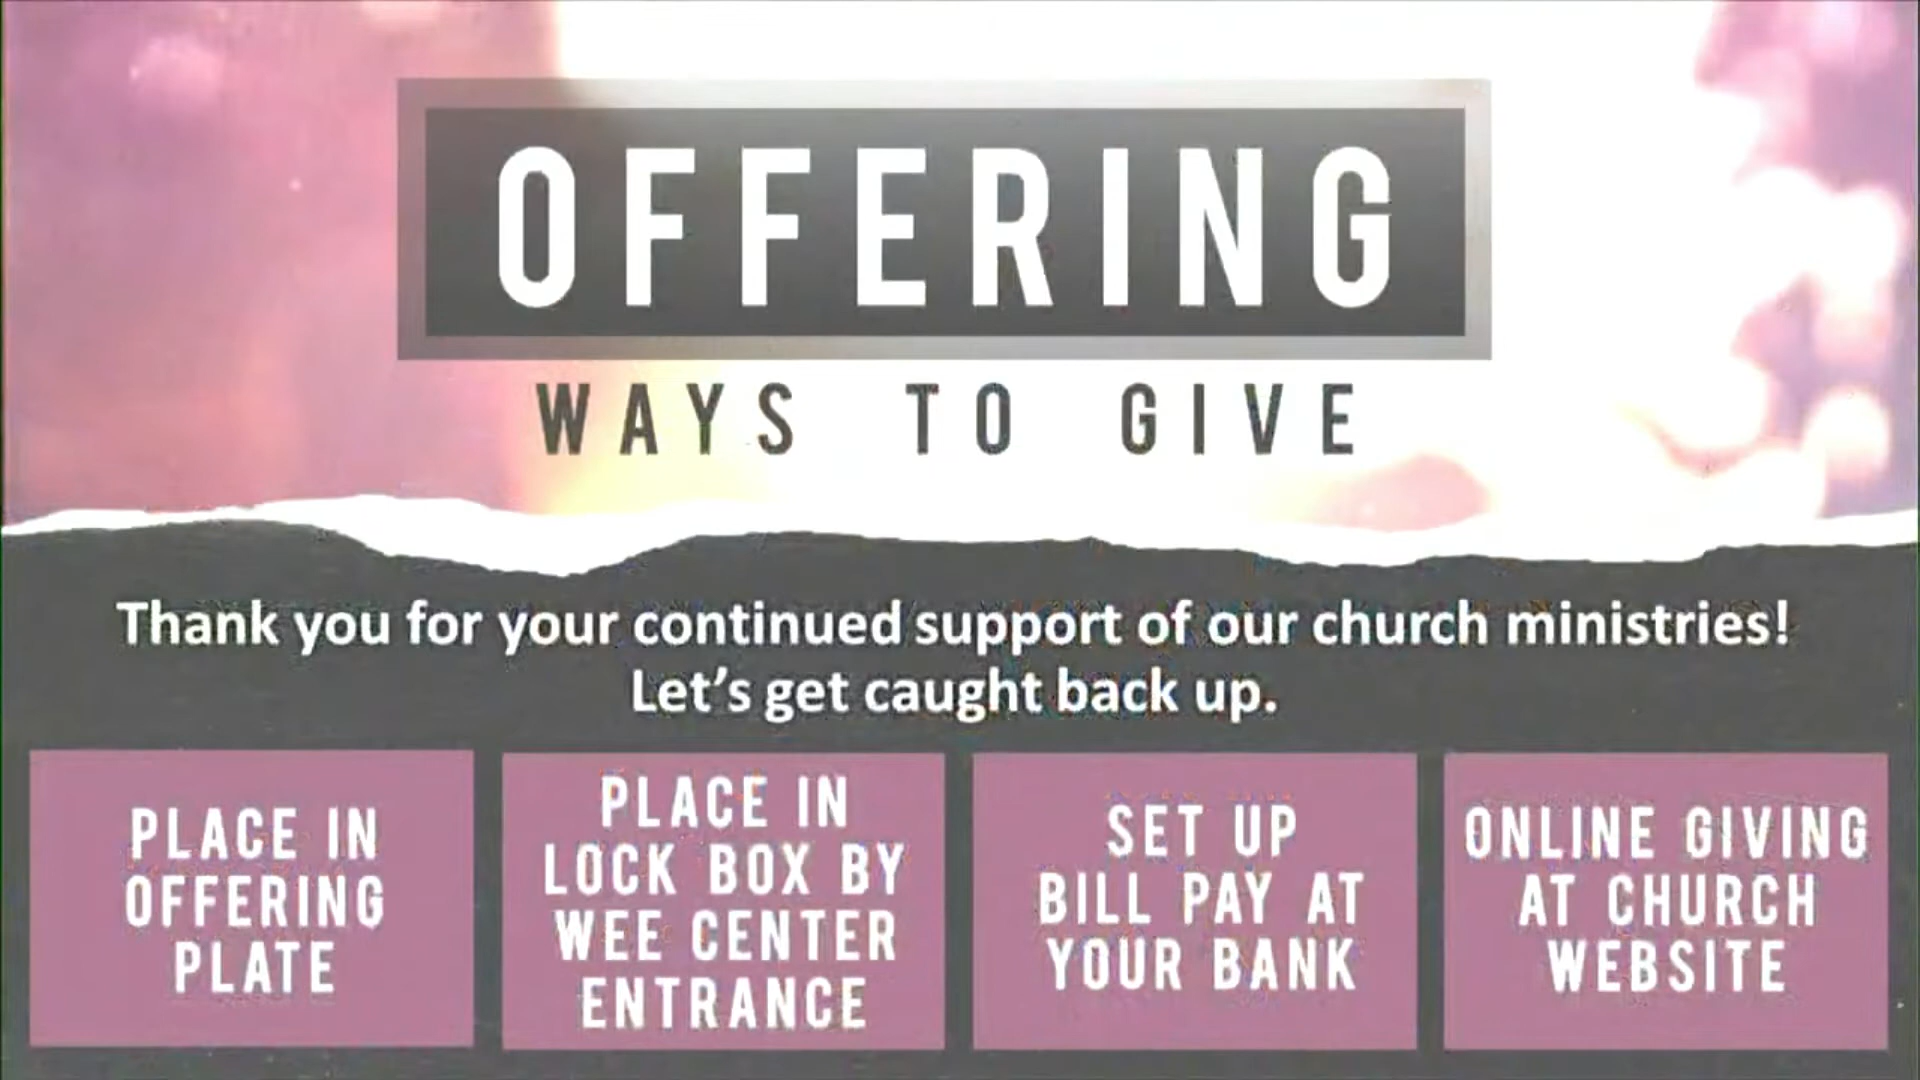 OFFERING
WAYS TO GIVE
Thank you for your continued support of our church ministries!
Let's get caught back up.
PLACE IN
OFFERING
PLATE
PLACE IN
LOCK BOX BY
WEE CENTER
ENTRANCE
SET UP
BILL PAY AT
YOUR BANK
ONLINE GIVING
AT CHURCH
WEBSITE